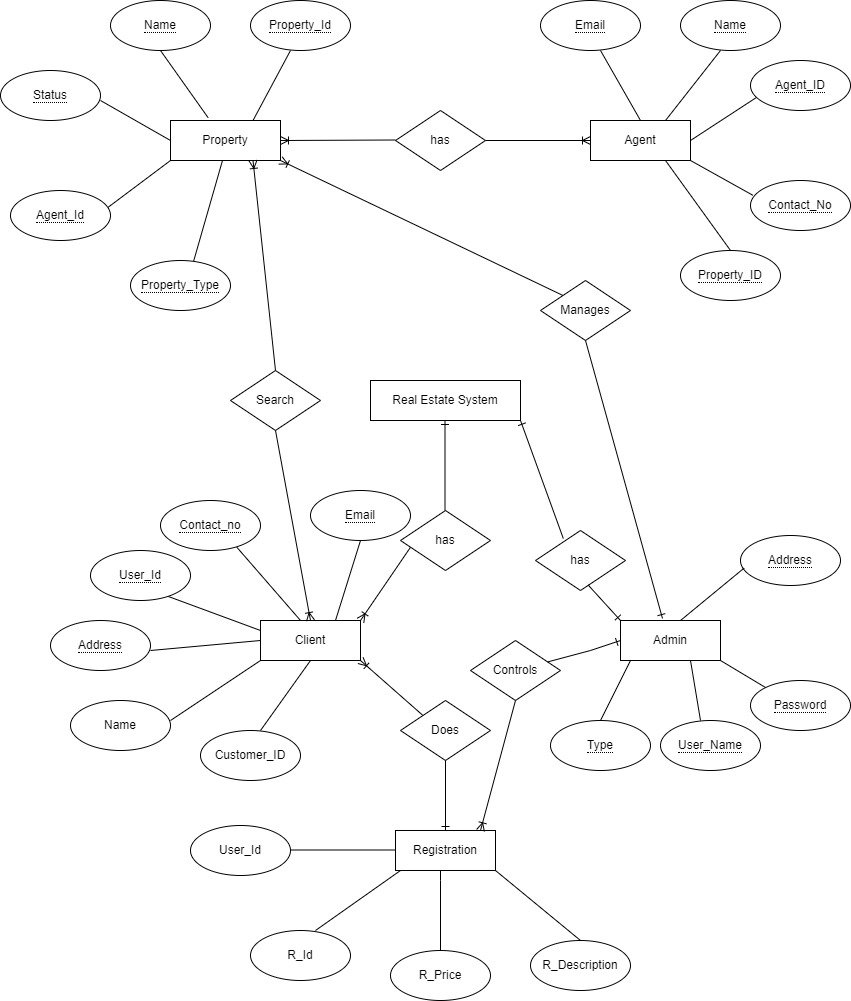 Name
Property_Id
Email
Name
Status
Agent_ID
Property
has
Agent
Agent_Id
Contact_No
Property_Type
Property_ID
Manages
Search
Real Estate System
Contact_no
Email
has
has
Address
User_Id
Address
Client
Admin
Controls
Name
Customer_ID
Does
Type
User_Name
Password
User_Id
Registration
R_Id
R_Price
R_Description